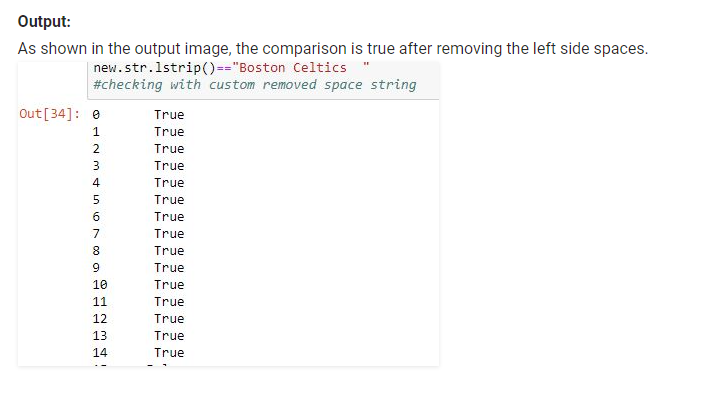 Output:
As shown in the output image, the comparison is true after removing the left side spaces.
new.str.lstrip()=="Boston Celtics  "
#checking with custom removed space string
Out[34]: 0 True
1 True
2 True
3 True
4 True
5 True
6 True
7 True
8 True
9 True
10 True
11 True
12 True
13 True
14 True